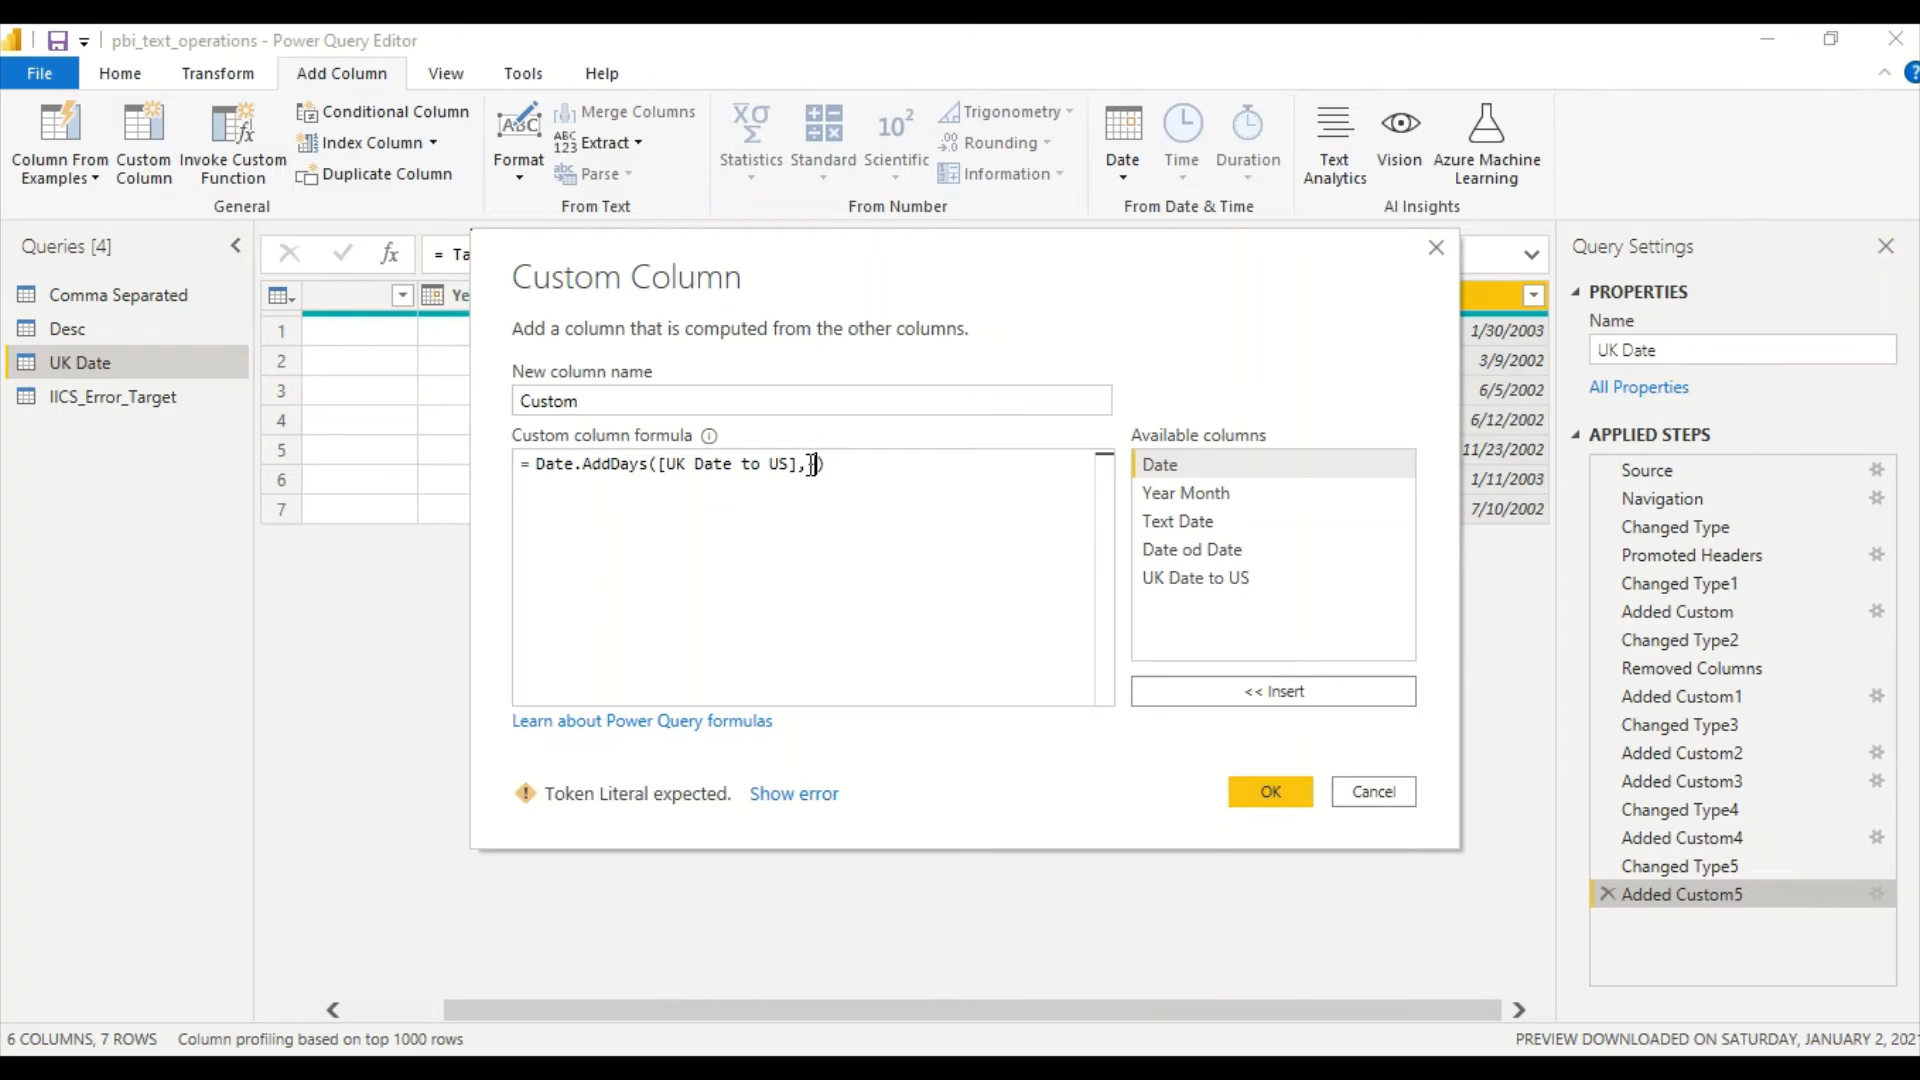 pbi_text_operations - Power Query Editor
File
Home
Transform
Add Column
View
Tools
Help
Column From Examples
Custom Column
Invoke Custom Function
Conditional Column
Index Column
Duplicate Column
General
Format
Merge Columns
Extract
Parse
From Text
Statistics
Standard
Scientific
Trigonometry
Rounding
Information
From Number
Date
Time
Duration
From Date & Time
Text Analytics
Vision
Azure Machine Learning
AI Insights
Queries [4]
Comma Separated
Desc
UK Date
IICS_Error_Target
= Ta
Ye
1
2
3
4
5
6
7
1/30/2003
3/9/2002
6/5/2002
6/12/2002
11/23/2002
1/11/2003
7/10/2002
Custom Column
Add a column that is computed from the other columns.
New column name
Custom
Custom column formula
= Date.AddDays([UK Date to US],)
Available columns
Date
Year Month
Text Date
Date od Date
UK Date to US
<< Insert
Learn about Power Query formulas
Token Literal expected.
Show error
OK
Cancel
Query Settings
PROPERTIES
Name
UK Date
All Properties
APPLIED STEPS
Source
Navigation
Changed Type
Promoted Headers
Changed Type1
Added Custom
Changed Type2
Removed Columns
Added Custom1
Changed Type3
Added Custom2
Added Custom3
Changed Type4
Added Custom4
Changed Type5
Added Custom5
6 COLUMNS, 7 ROWS
Column profiling based on top 1000 rows
PREVIEW DOWNLOADED ON SATURDAY, JANUARY 2, 202